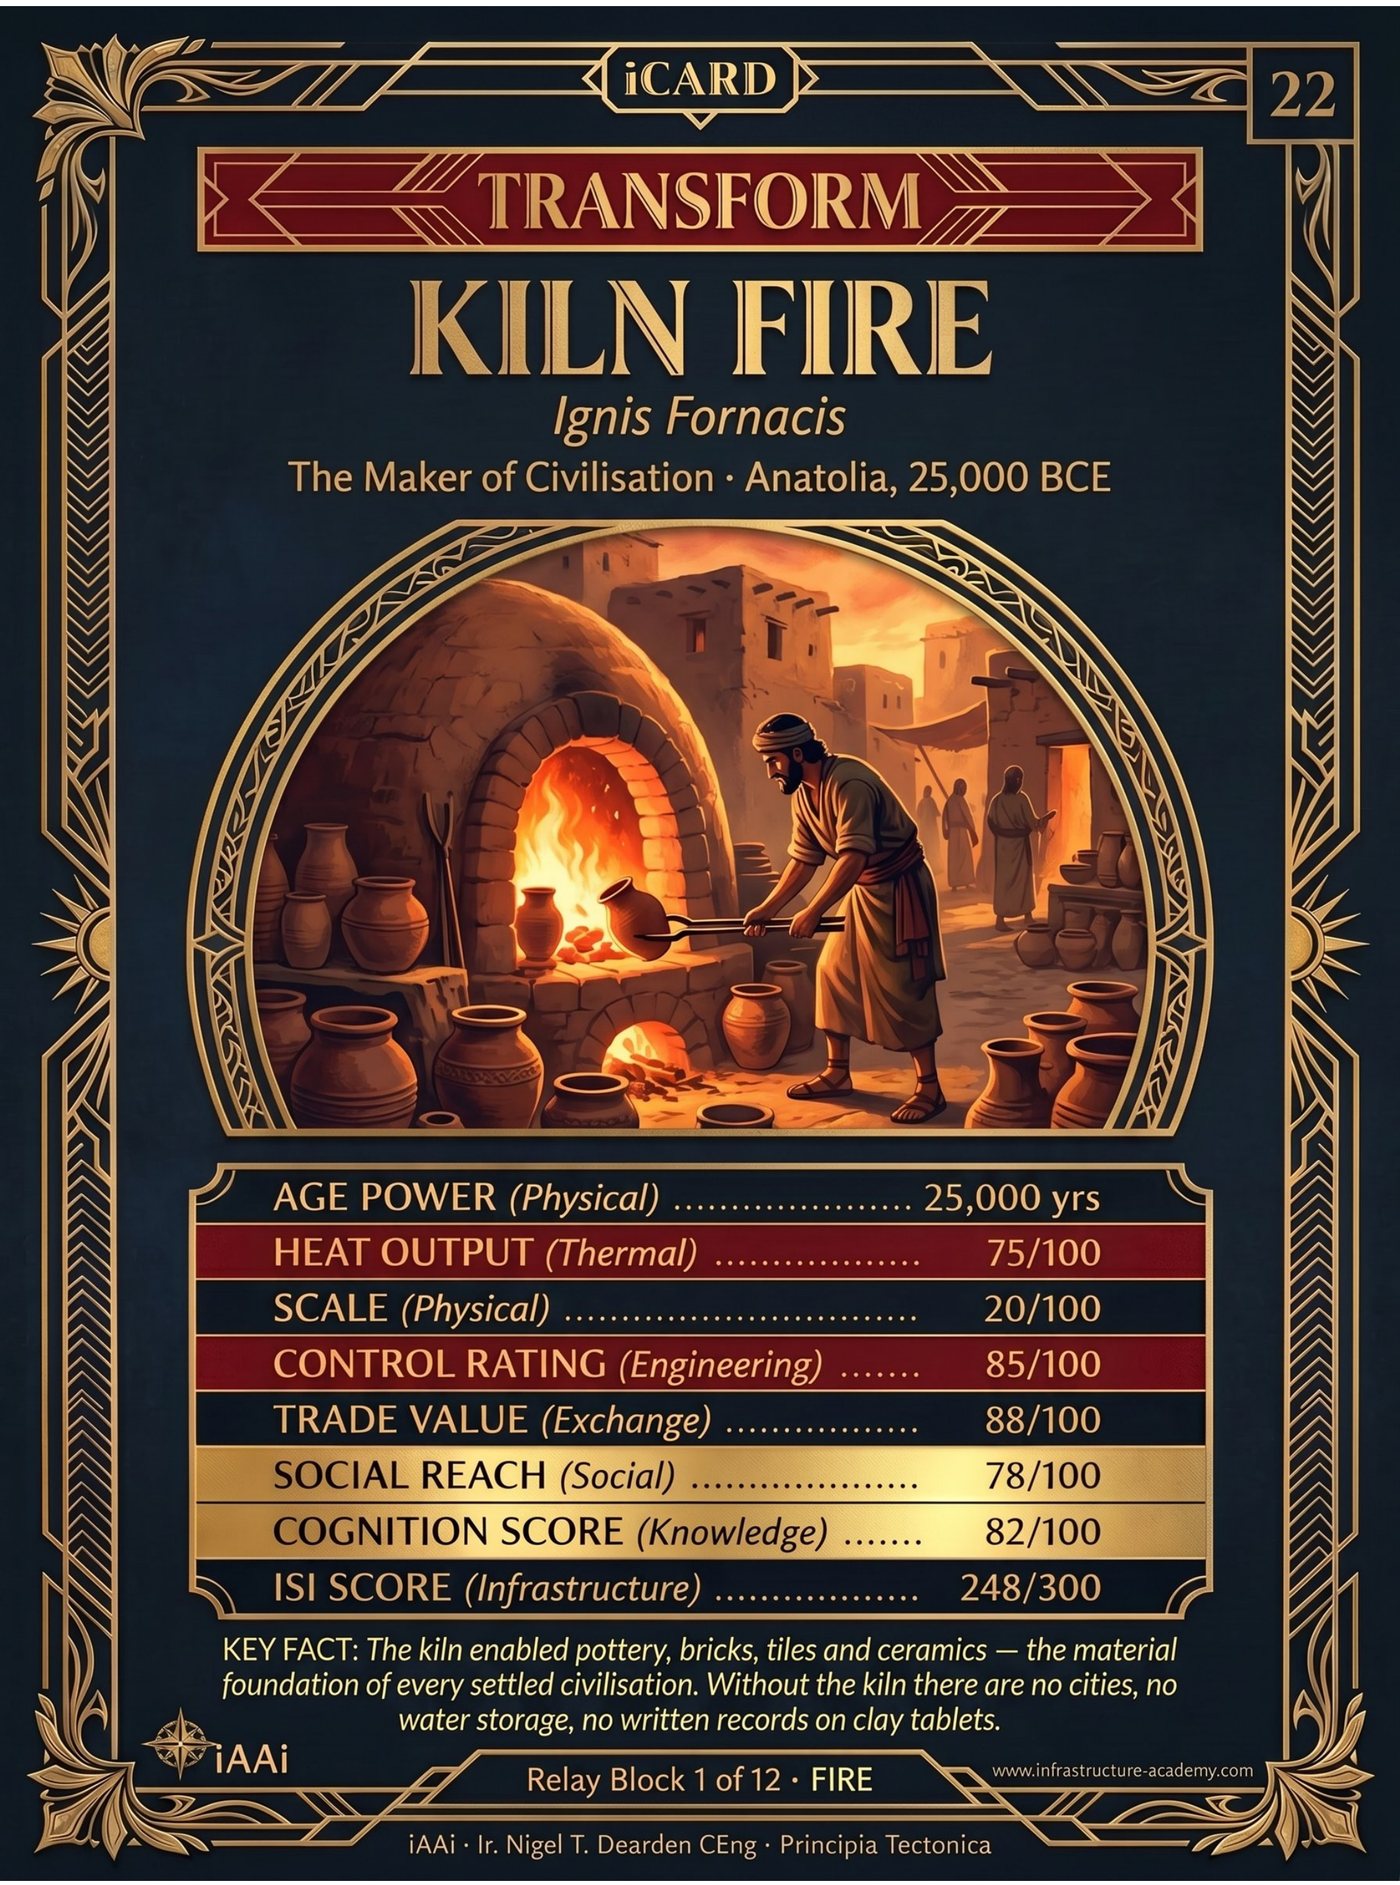 iCARD
22
TRANSFORM
KILN FIRE
Ignis Fornacis
The Maker of Civilisation · Anatolia, 25,000 BCE
AGE POWER (Physical) ..................... 25,000 yrs
HEAT OUTPUT (Thermal) .................. 75/100
SCALE (Physical) ............................... 20/100
CONTROL RATING (Engineering) ....... 85/100
TRADE VALUE (Exchange) ................. 88/100
SOCIAL REACH (Social) .................... 78/100
COGNITION SCORE (Knowledge) ....... 82/100
ISI SCORE (Infrastructure) .................. 248/300
KEY FACT: The kiln enabled pottery, bricks, tiles and ceramics — the material
foundation of every settled civilisation. Without the kiln there are no cities, no
water storage, no written records on clay tablets.
iAAi
Relay Block 1 of 12 · FIRE
www.infrastructure-academy.com
iAAi · Ir. Nigel T. Dearden CEng · Principia Tectonica